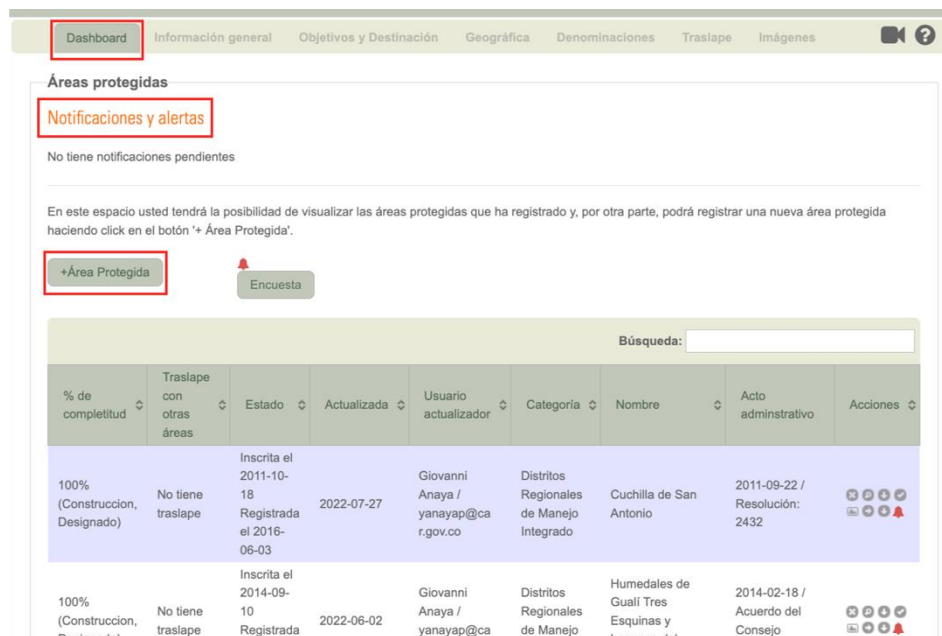 Dashboard Información general Objetivos y Destinación Geográfica Denominaciones Traslape Imágenes
Áreas protegidas
Notificaciones y alertas
No tiene notificaciones pendientes
En este espacio usted tendrá la posibilidad de visualizar las áreas protegidas que ha registrado y, por otra parte, podrá registrar una nueva área protegida
haciendo click en el botón '+ Área Protegida'.
+Área Protegida
Encuesta
Búsqueda:
% de
completitud
Traslape
con
otras
áreas
Estado
Actualizada
Usuario
actualizador
Categoría
Nombre
Acto
adminstrativo
Acciones
100%
(Construccion,
Designado)
No tiene
traslape
Inscrita el
2011-10-
18
Registrada
el 2016-
06-03
2022-07-27
Giovanni
Anaya /
yanayap@ca
r.gov.co
Distritos
Regionales
de Manejo
Integrado
Cuchilla de San
Antonio
2011-09-22 /
Resolución:
2432
100%
(Construccion,
No tiene
traslape
Inscrita el
2014-09-
10
Registrada
2022-06-02
Giovanni
Anaya /
yanayap@ca
Distritos
Regionales
de Manejo
Humedales de
Gualí Tres
Esquinas y
2014-02-18 /
Acuerdo del
Consejo